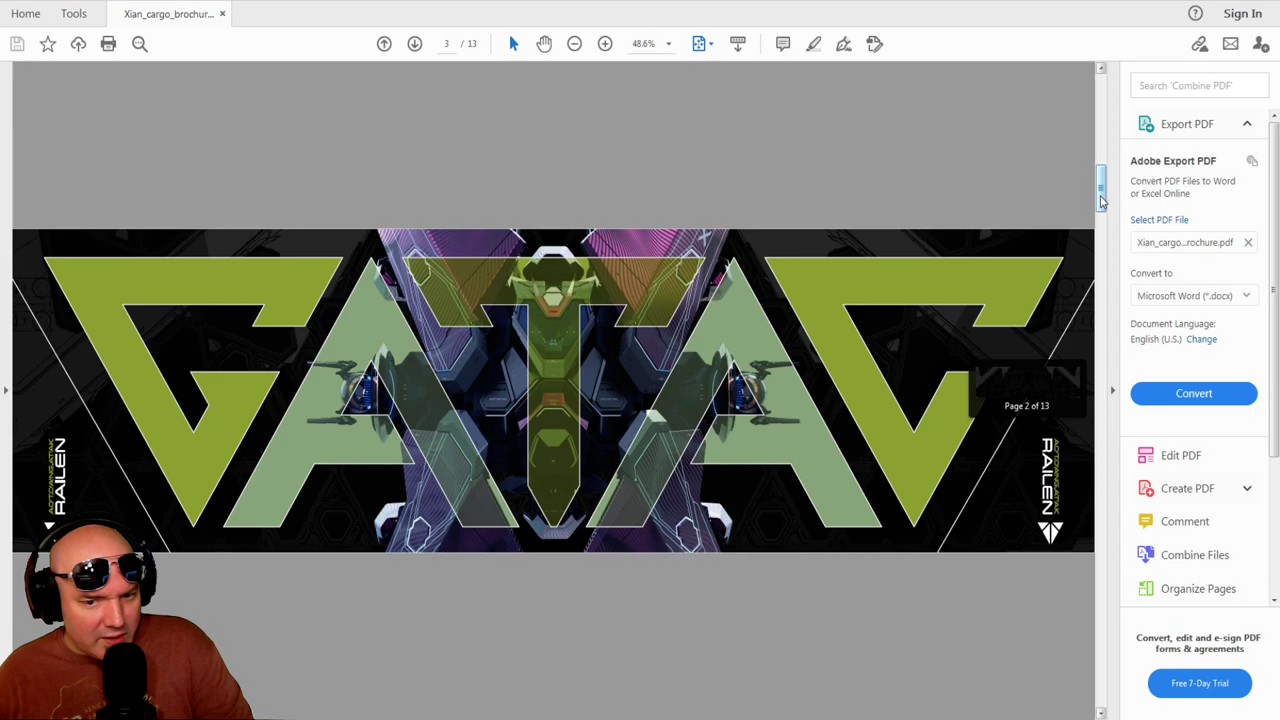 Home
Tools
Xian_cargo_brochur...
Sign In
3 / 13
48.6%
Search 'Combine PDF'
Export PDF
Adobe Export PDF
Convert PDF Files to Word
or Excel Online
Select PDF File
Xian_cargo...rochure.pdf
Convert to
Microsoft Word (*.docx)
Document Language:
English (U.S.) Change
Convert
Edit PDF
Create PDF
Comment
Combine Files
Organize Pages
Convert, edit and e-sign PDF
forms & agreements
Free 7-Day Trial
GATAC
Page 2 of 13
RAILEN
RAILEN